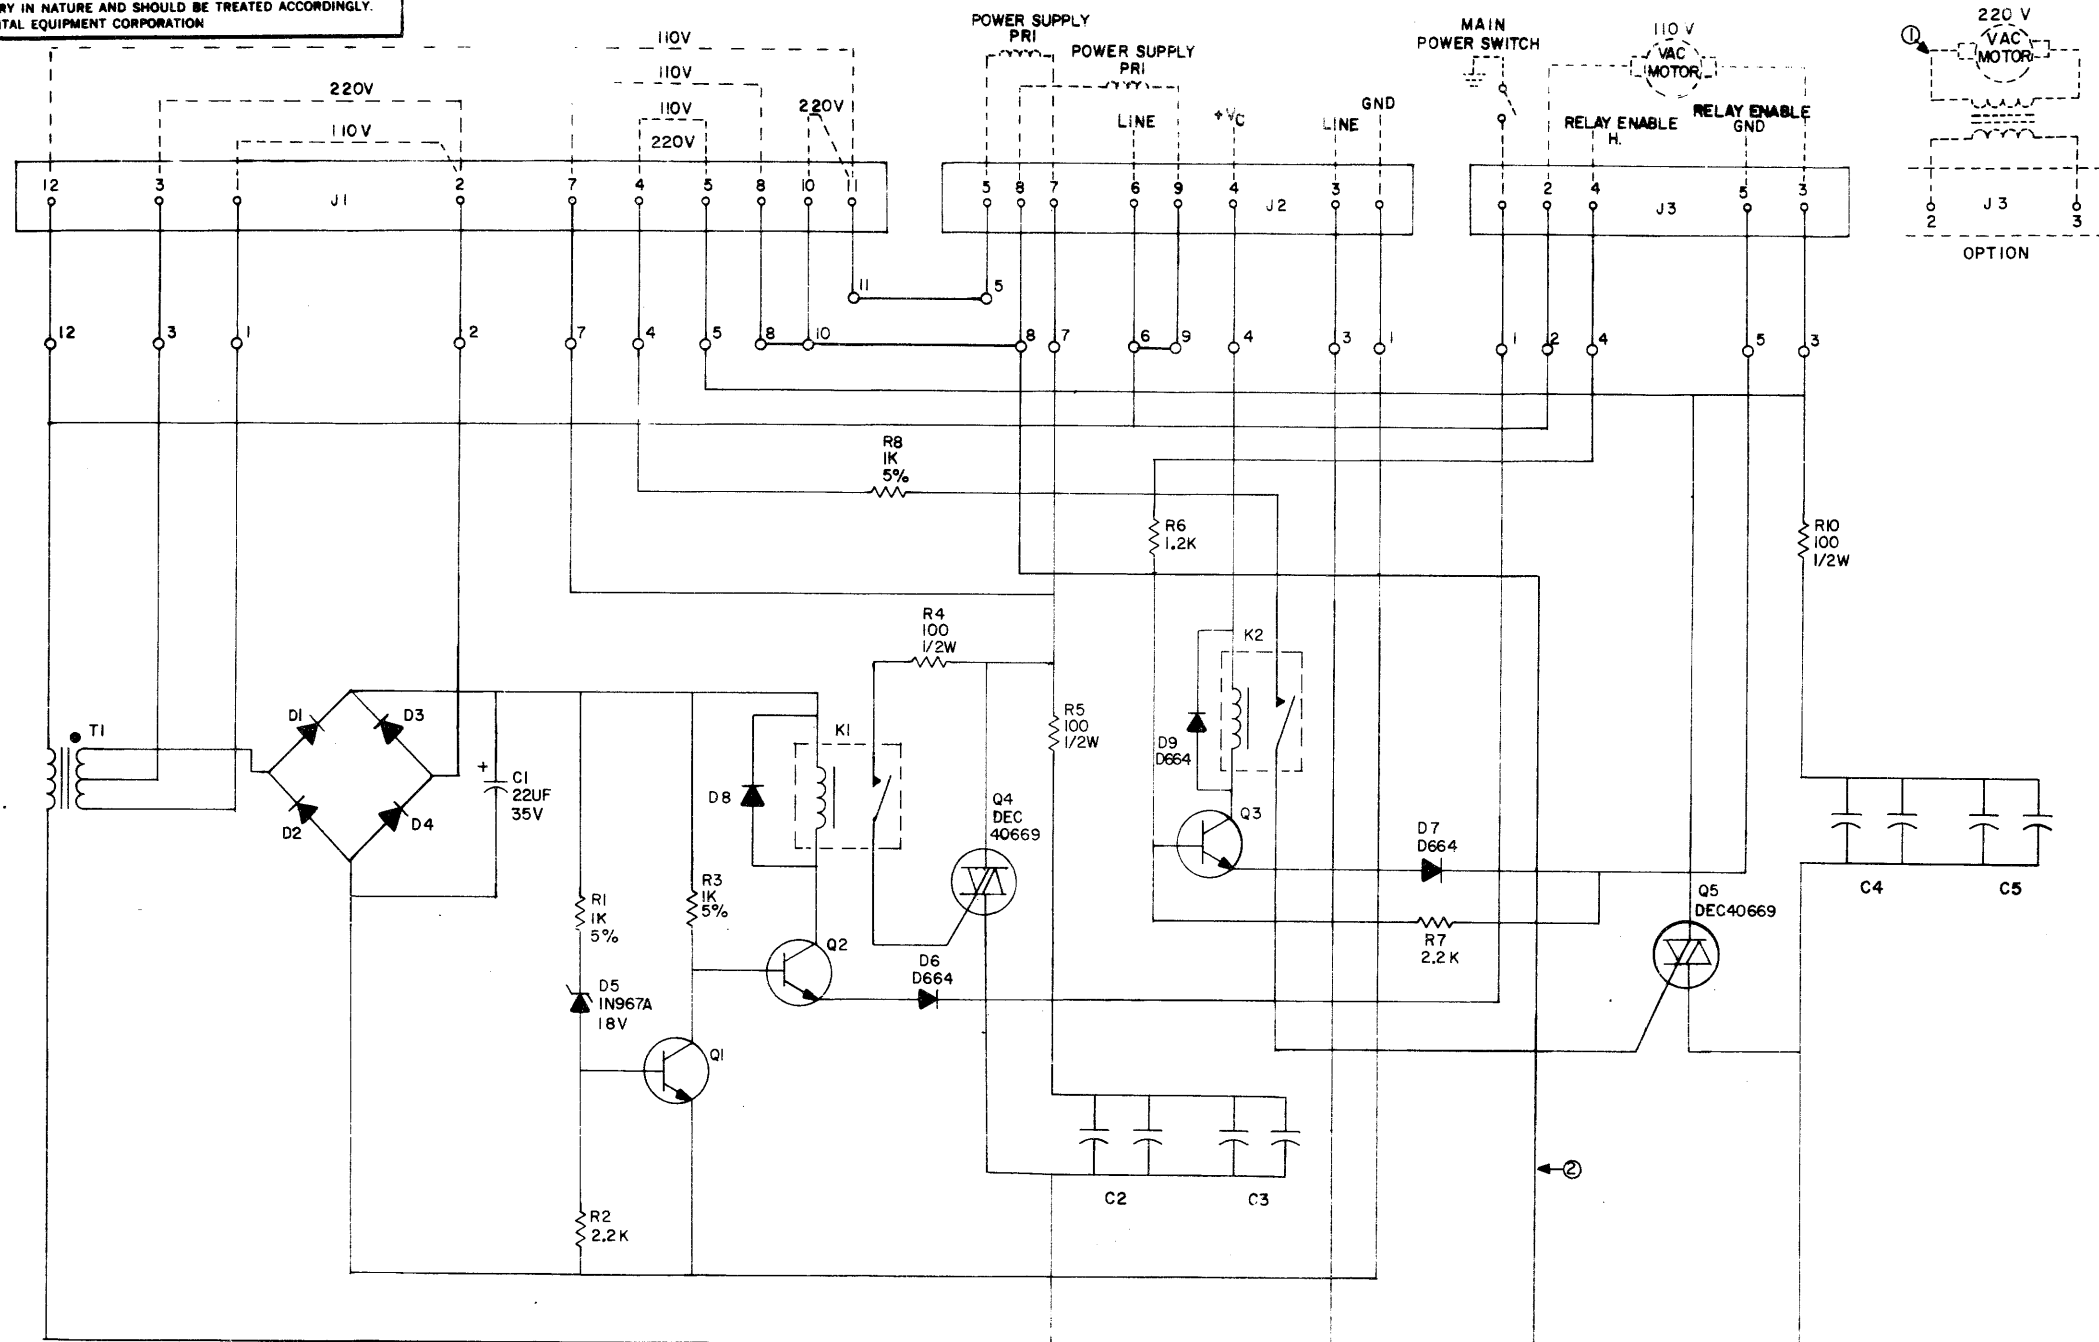 RY IN NATURE AND SHOULD BE TREATED ACCORDINGLY.
ITAL EQUIPMENT CORPORATION
110V
110V
220V
110V
110V
220V
220V
POWER SUPPLY
PRI
POWER SUPPLY
PRI
LINE
+VC
LINE
GND
MAIN
POWER SWITCH
110 V
VAC
MOTOR
RELAY ENABLE
H.
RELAY ENABLE
GND
1
220 V
VAC
MOTOR
12 3 1 J1 2 7 4 5 8 10 11
5 8 7 6 9 4 J2 3 1
1 2 4 J3 5 3
2 J3 3
OPTION
11 5
12 3 1 2 7 4 5 8 10 8 7 6 9 4 3 1 1 2 4 5 3
R8
1K
5%
R6
1.2K
R10
100
1/2W
R4
100
1/2W
K2
R5
100
1/2W
D9
D664
T1
D1
D3
D2
D4
+
C1
22UF
35V
K1
D8
Q4
DEC
40669
Q3
D7
D664
C4
C5
R1
1K
5%
R3
1K
5%
Q2
D6
D664
R7
2.2K
Q5
DEC40669
D5
1N967A
18V
Q1
C2
C3
2
R2
2.2K